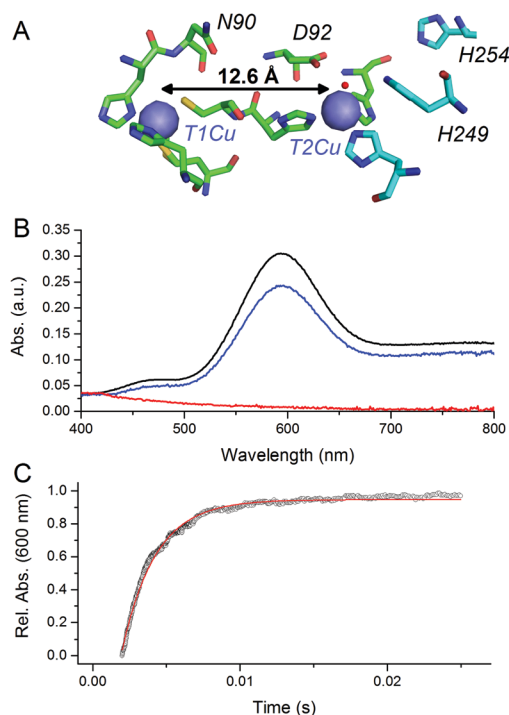 A
N90
D92
H254
12.6 Å
H249
T1Cu
T2Cu
B
0.35
0.30
0.25
0.20
0.15
0.10
0.05
0.00
Abs. (a.u.)
400 500 600 700 800
Wavelength (nm)
C
1.0
0.8
0.6
0.4
0.2
0.0
Rel. Abs. (600 nm)
0.00 0.01 0.02
Time (s)